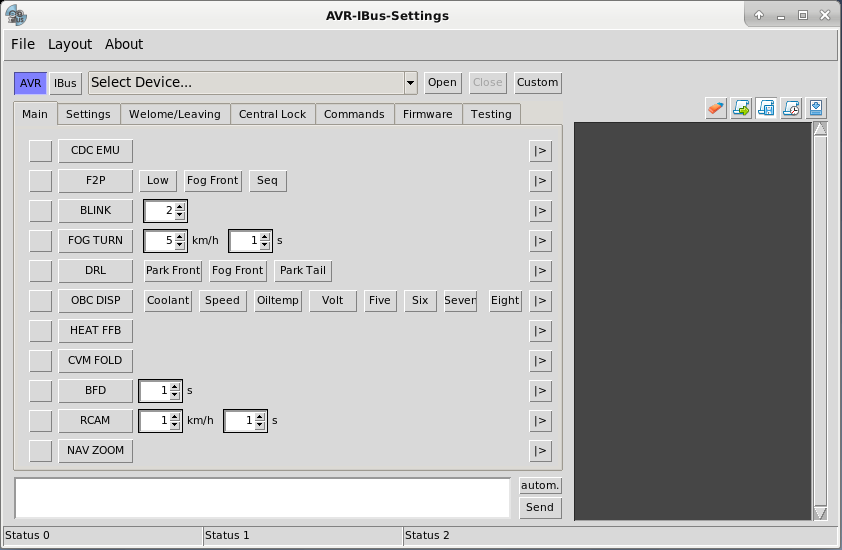 AVR-IBus-Settings
File Layout About
AVR IBus Select Device... Open Close Custom
Main Settings Welome/Leaving Central Lock Commands Firmware Testing
CDC EMU |>
F2P Low Fog Front Seq |>
BLINK 2 |>
FOG TURN 5 km/h 1 s |>
DRL Park Front Fog Front Park Tail |>
OBC DISP Coolant Speed Oiltemp Volt Five Six Seven Eight |>
HEAT FFB |>
CVM FOLD |>
BFD 1 s |>
RCAM 1 km/h 1 s |>
NAV ZOOM |>
autom.
Send
Status 0 Status 1 Status 2